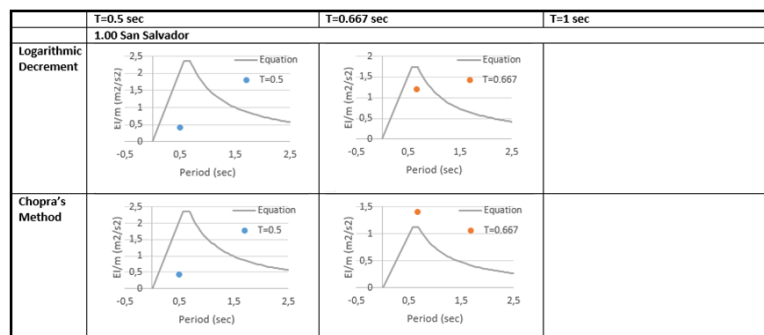 T=0.5 sec
T=0.667 sec
T=1 sec
1.00 San Salvador
Logarithmic
Decrement
EI/m (m2/s2)
2,5
2
1,5
1
0,5
0
-0,5 0,5 1,5 2,5
Period (sec)
Equation
T=0.5
EI/m (m2/s2)
2
1,5
1
0,5
0
-0,5 0,5 1,5 2,5
Period (sec)
Equation
T=0.667
Chopra's
Method
EI/m (m2/s2)
2,5
2
1,5
1
0,5
0
-0,5 0,5 1,5 2,5
Period (sec)
Equation
T=0.5
EI/m (m2/s2)
1,5
1
0,5
0
-0,5 0,5 1,5 2,5
Period (sec)
Equation
T=0.667